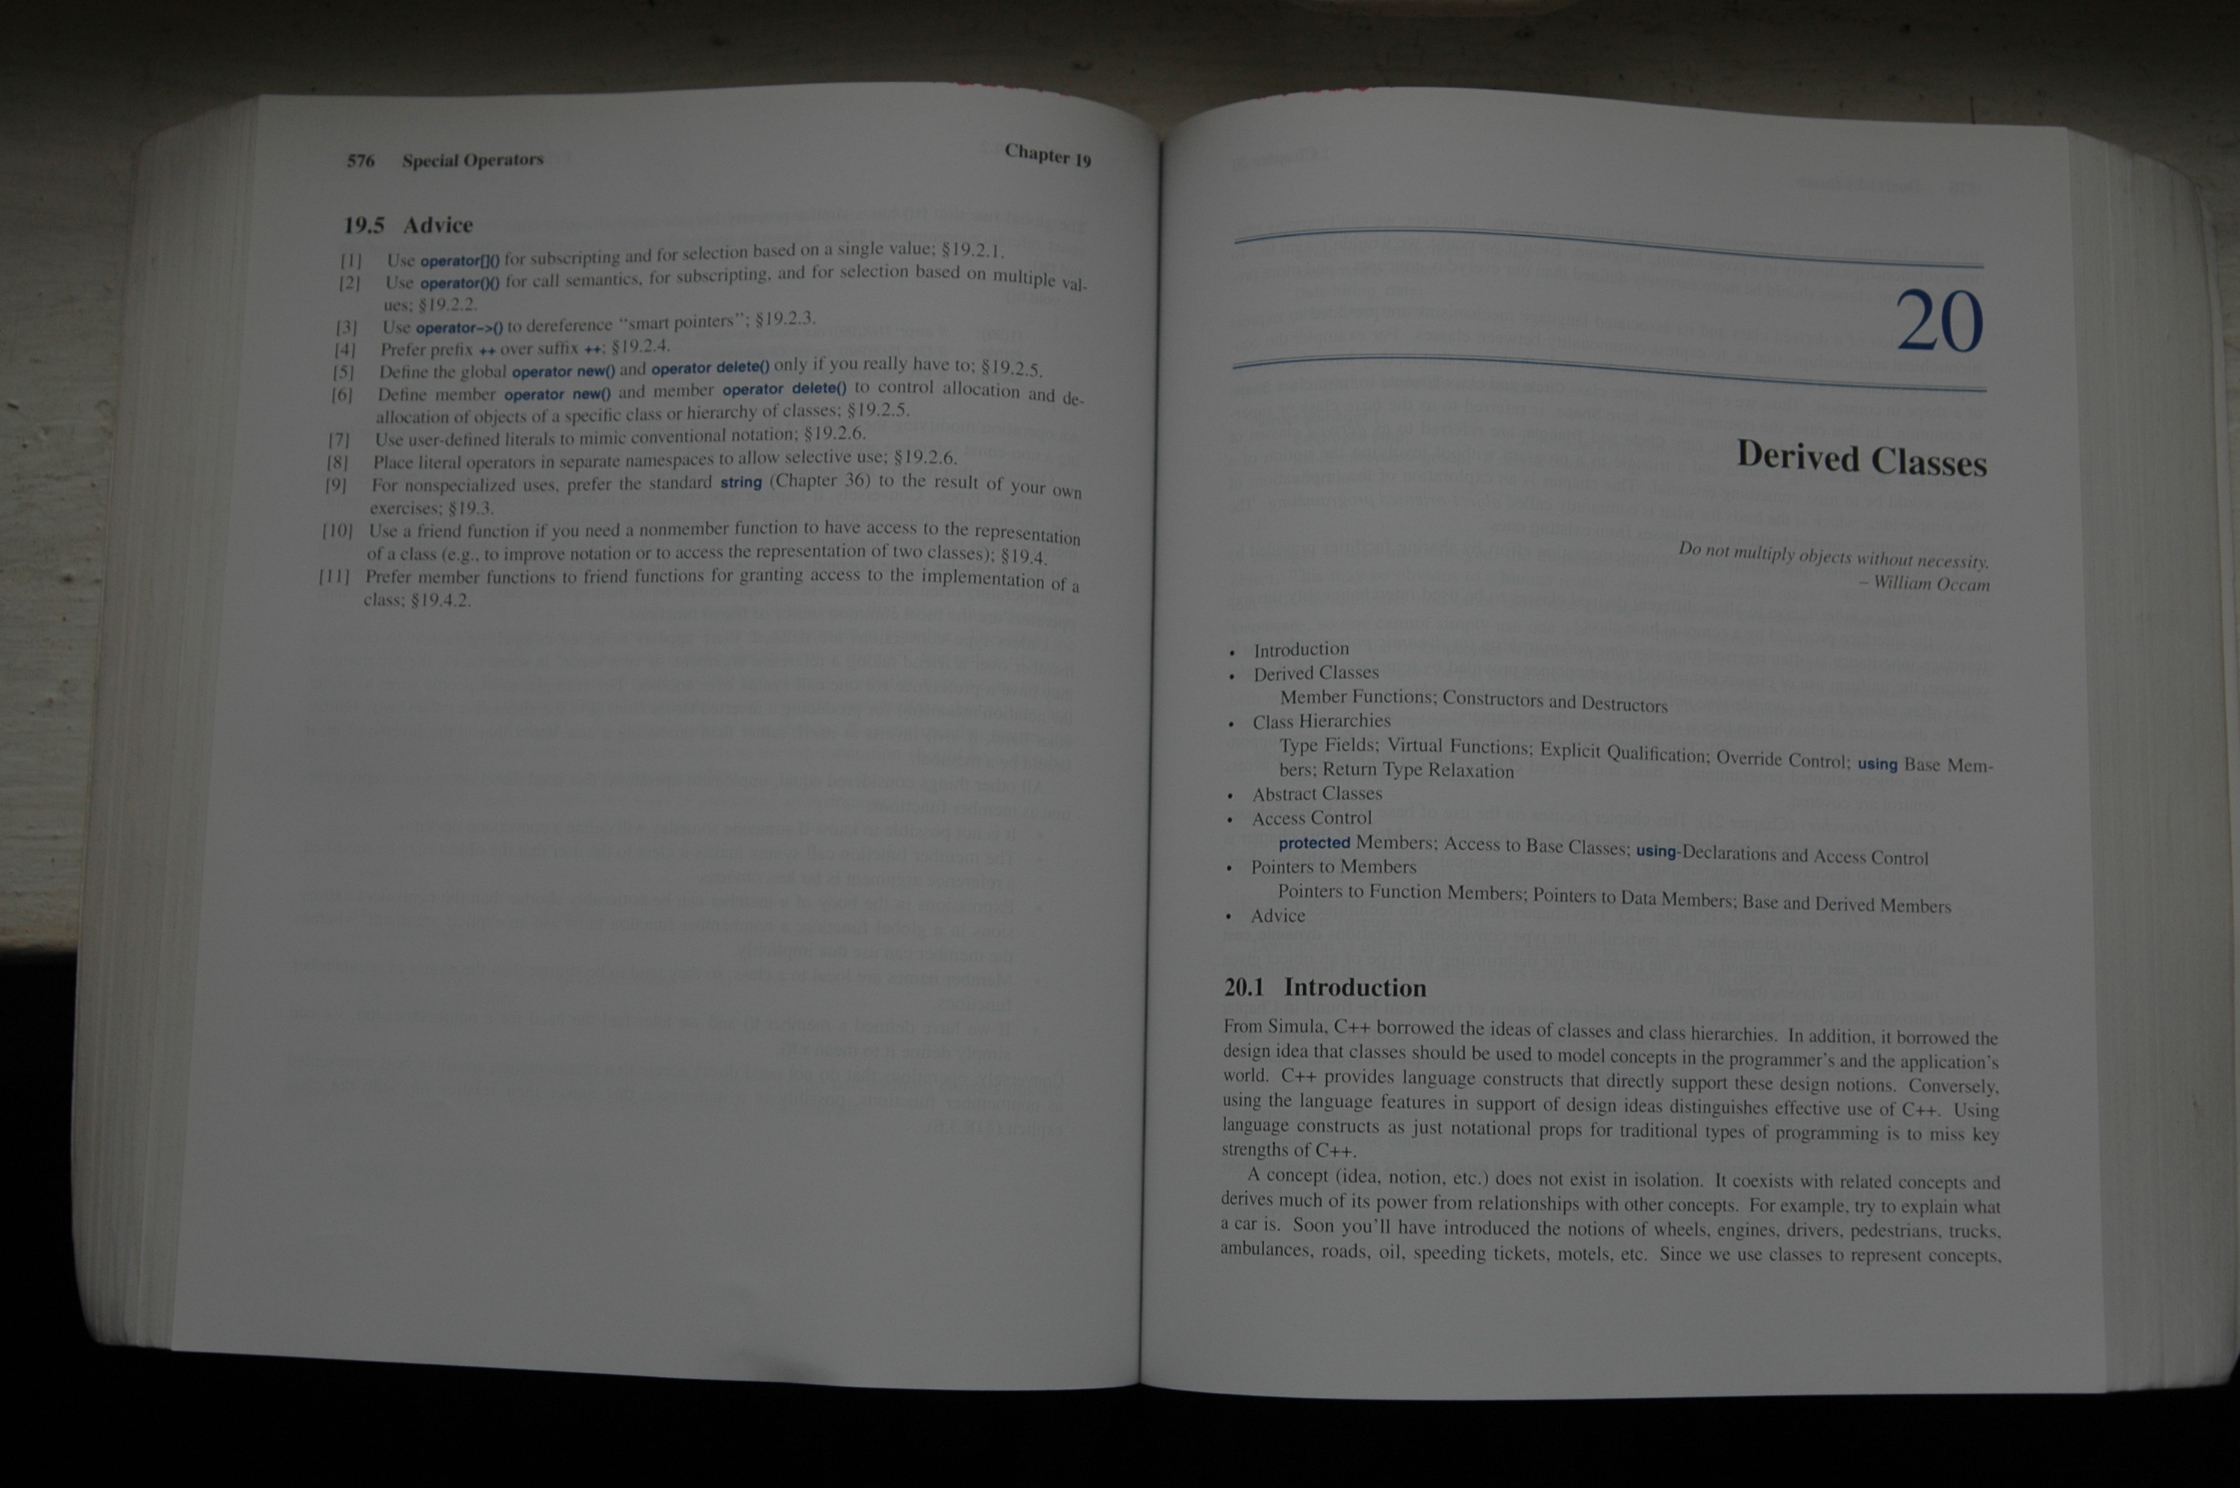 576 Special Operators Chapter 19
19.5 Advice
[1] Use operator[]() for subscripting and for selection based on a single value; §19.2.1.
[2] Use operator()() for call semantics, for subscripting, and for selection based on multiple val-
ues; §19.2.2.
[3] Use operator->() to dereference “smart pointers”; §19.2.3.
[4] Prefer prefix ++ over suffix ++; §19.2.4.
[5] Define the global operator new() and operator delete() only if you really have to; §19.2.5.
[6] Define member operator new() and member operator delete() to control allocation and de-
allocation of objects of a specific class or hierarchy of classes; §19.2.5.
[7] Use user-defined literals to mimic conventional notation; §19.2.6.
[8] Place literal operators in separate namespaces to allow selective use; §19.2.6.
[9] For nonspecialized uses, prefer the standard string (Chapter 36) to the result of your own
exercises; §19.3.
[10] Use a friend function if you need a nonmember function to have access to the representation
of a class (e.g., to improve notation or to access the representation of two classes); §19.4.
[11] Prefer member functions to friend functions for granting access to the implementation of a
class; §19.4.2.
20
Derived Classes
Do not multiply objects without necessity.
– William Occam
• Introduction
• Derived Classes
Member Functions; Constructors and Destructors
• Class Hierarchies
Type Fields; Virtual Functions; Explicit Qualification; Override Control; using Base Mem-
bers; Return Type Relaxation
• Abstract Classes
• Access Control
protected Members; Access to Base Classes; using-Declarations and Access Control
• Pointers to Members
Pointers to Function Members; Pointers to Data Members; Base and Derived Members
• Advice
20.1 Introduction
From Simula, C++ borrowed the ideas of classes and class hierarchies. In addition, it borrowed the
design idea that classes should be used to model concepts in the programmer’s and the application’s
world. C++ provides language constructs that directly support these design notions. Conversely,
using the language features in support of design ideas distinguishes effective use of C++. Using
language constructs as just notational props for traditional types of programming is to miss key
strengths of C++.
A concept (idea, notion, etc.) does not exist in isolation. It coexists with related concepts and
derives much of its power from relationships with other concepts. For example, try to explain what
a car is. Soon you’ll have introduced the notions of wheels, engines, drivers, pedestrians, trucks,
ambulances, roads, oil, speeding tickets, motels, etc. Since we use classes to represent concepts,